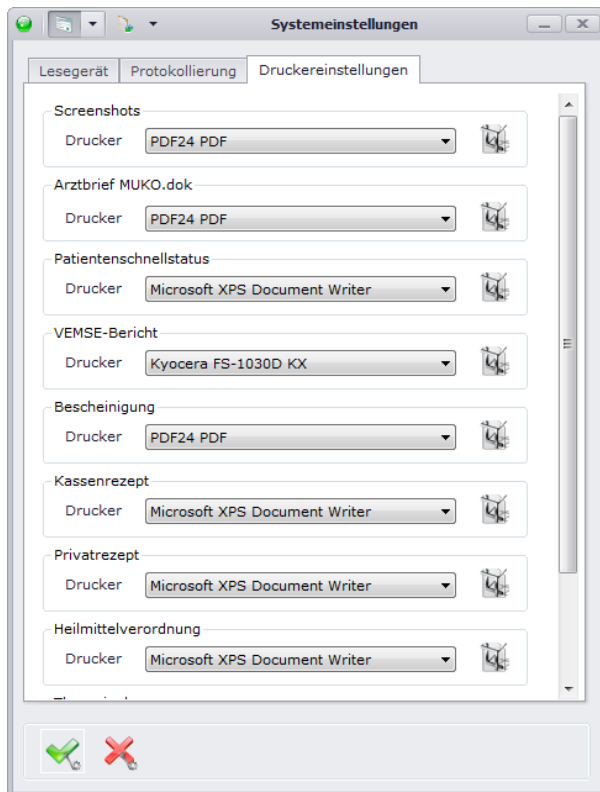 Systemeinstellungen
Lesegerät Protokollierung Druckereinstellungen
Screenshots
Drucker PDF24 PDF
Arztbrief MUKO.dok
Drucker PDF24 PDF
Patientenschnellstatus
Drucker Microsoft XPS Document Writer
VEMSE-Bericht
Drucker Kyocera FS-1030D KX
Bescheinigung
Drucker PDF24 PDF
Kassenrezept
Drucker Microsoft XPS Document Writer
Privatrezept
Drucker Microsoft XPS Document Writer
Heilmittelverordnung
Drucker Microsoft XPS Document Writer